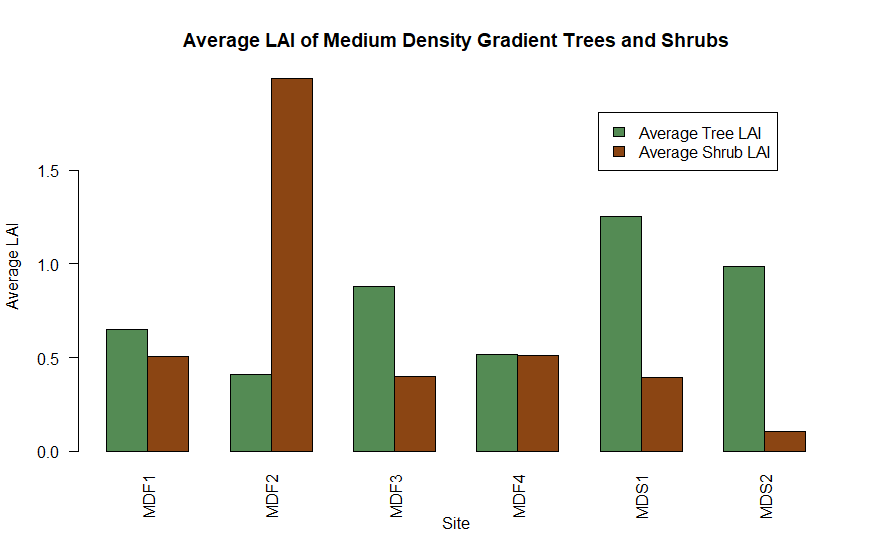 Average LAI of Medium Density Gradient Trees and Shrubs
Average Tree LAI
Average Shrub LAI
Average LAI
1.5
1.0
0.5
0.0
MDF1
MDF2
MDF3
MDF4
MDS1
MDS2
Site